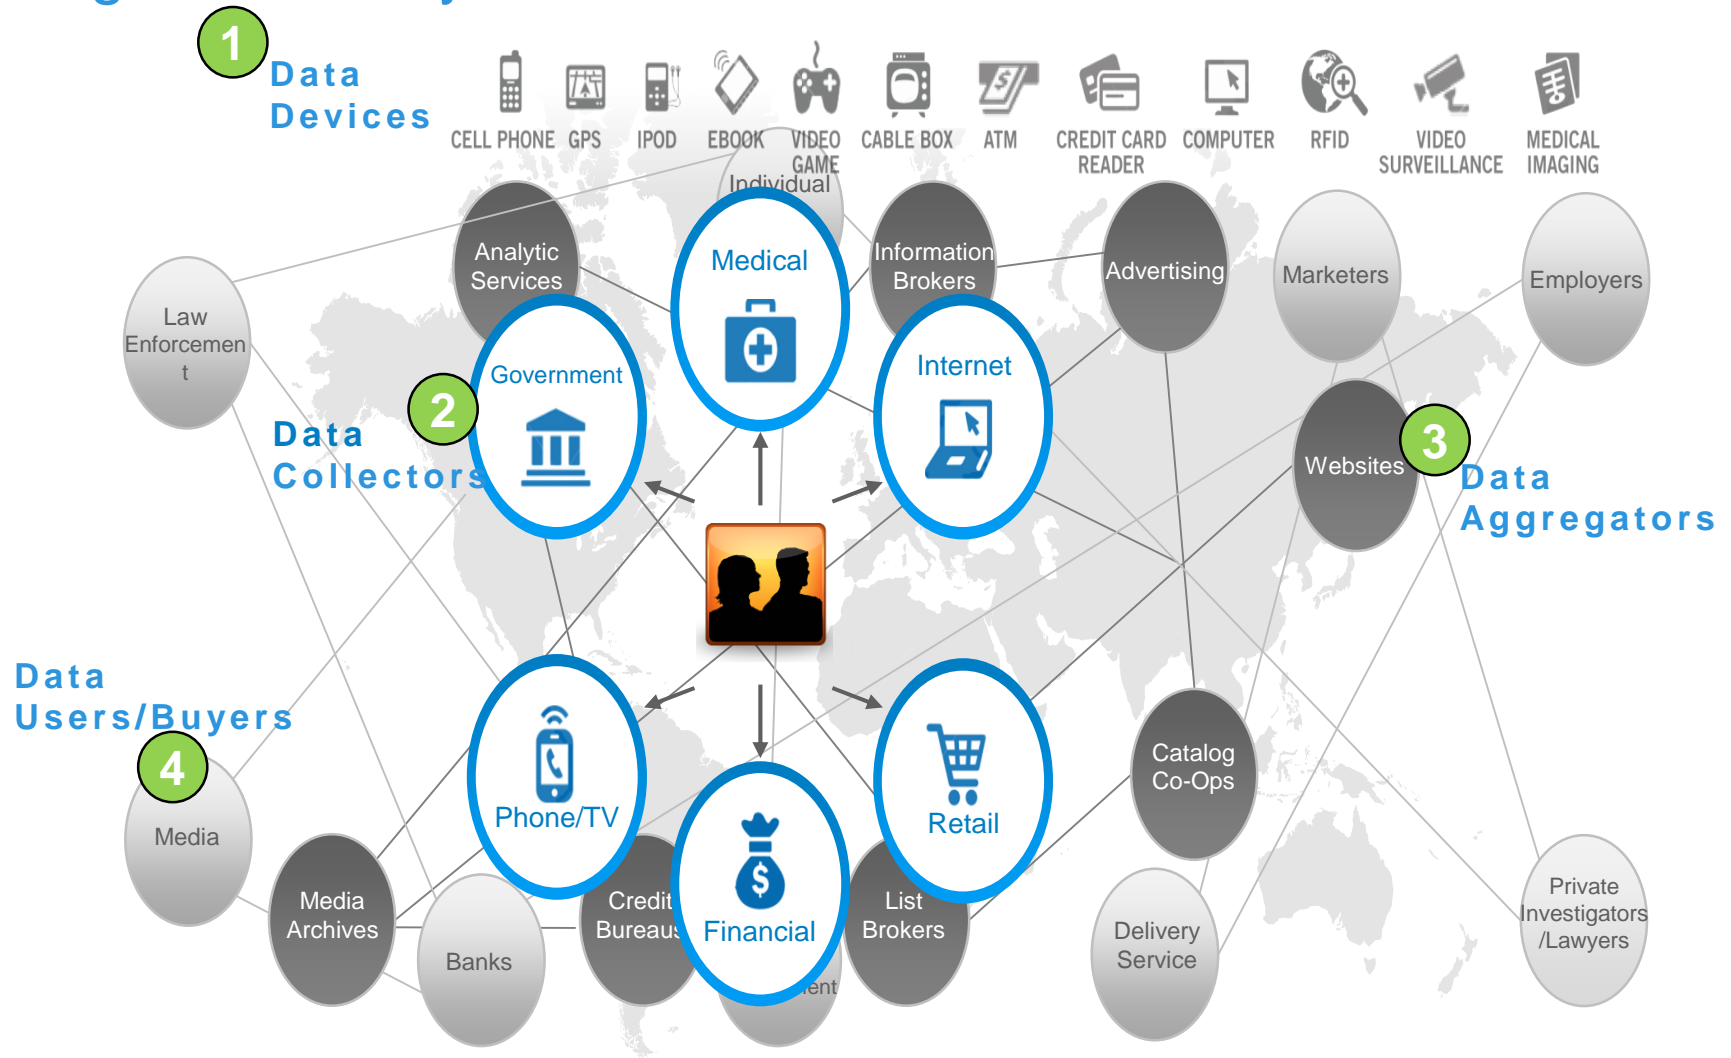 1
Data
Devices
CELL PHONE
GPS
IPOD
EBOOK
VIDEO
GAME
CABLE BOX
ATM
CREDIT CARD
READER
COMPUTER
RFID
VIDEO
SURVEILLANCE
MEDICAL
IMAGING
Individual
Analytic
Services
Medical
Information
Brokers
Advertising
Marketers
Employers
Law
Enforcemen
t
Government
Internet
2
Data
Collectors
Websites
3
Data
Aggregators
Data
Users/Buyers
4
Media
Phone/TV
$
Financial
Retail
Catalog
Co-Ops
Media
Archives
Banks
Credit
Bureaus
List
Brokers
Delivery
Service
Private
Investigators
/Lawyers